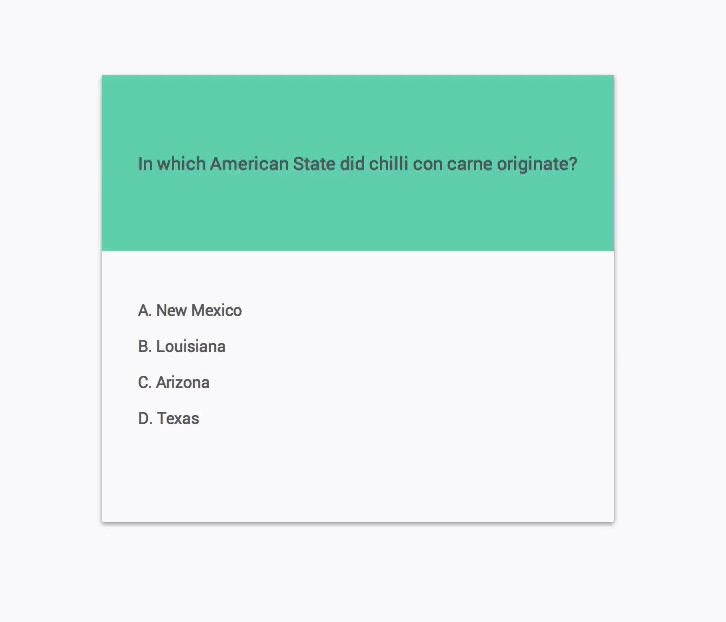 In which American State did chilli con carne originate?
A. New Mexico
B. Louisiana
C. Arizona
D. Texas